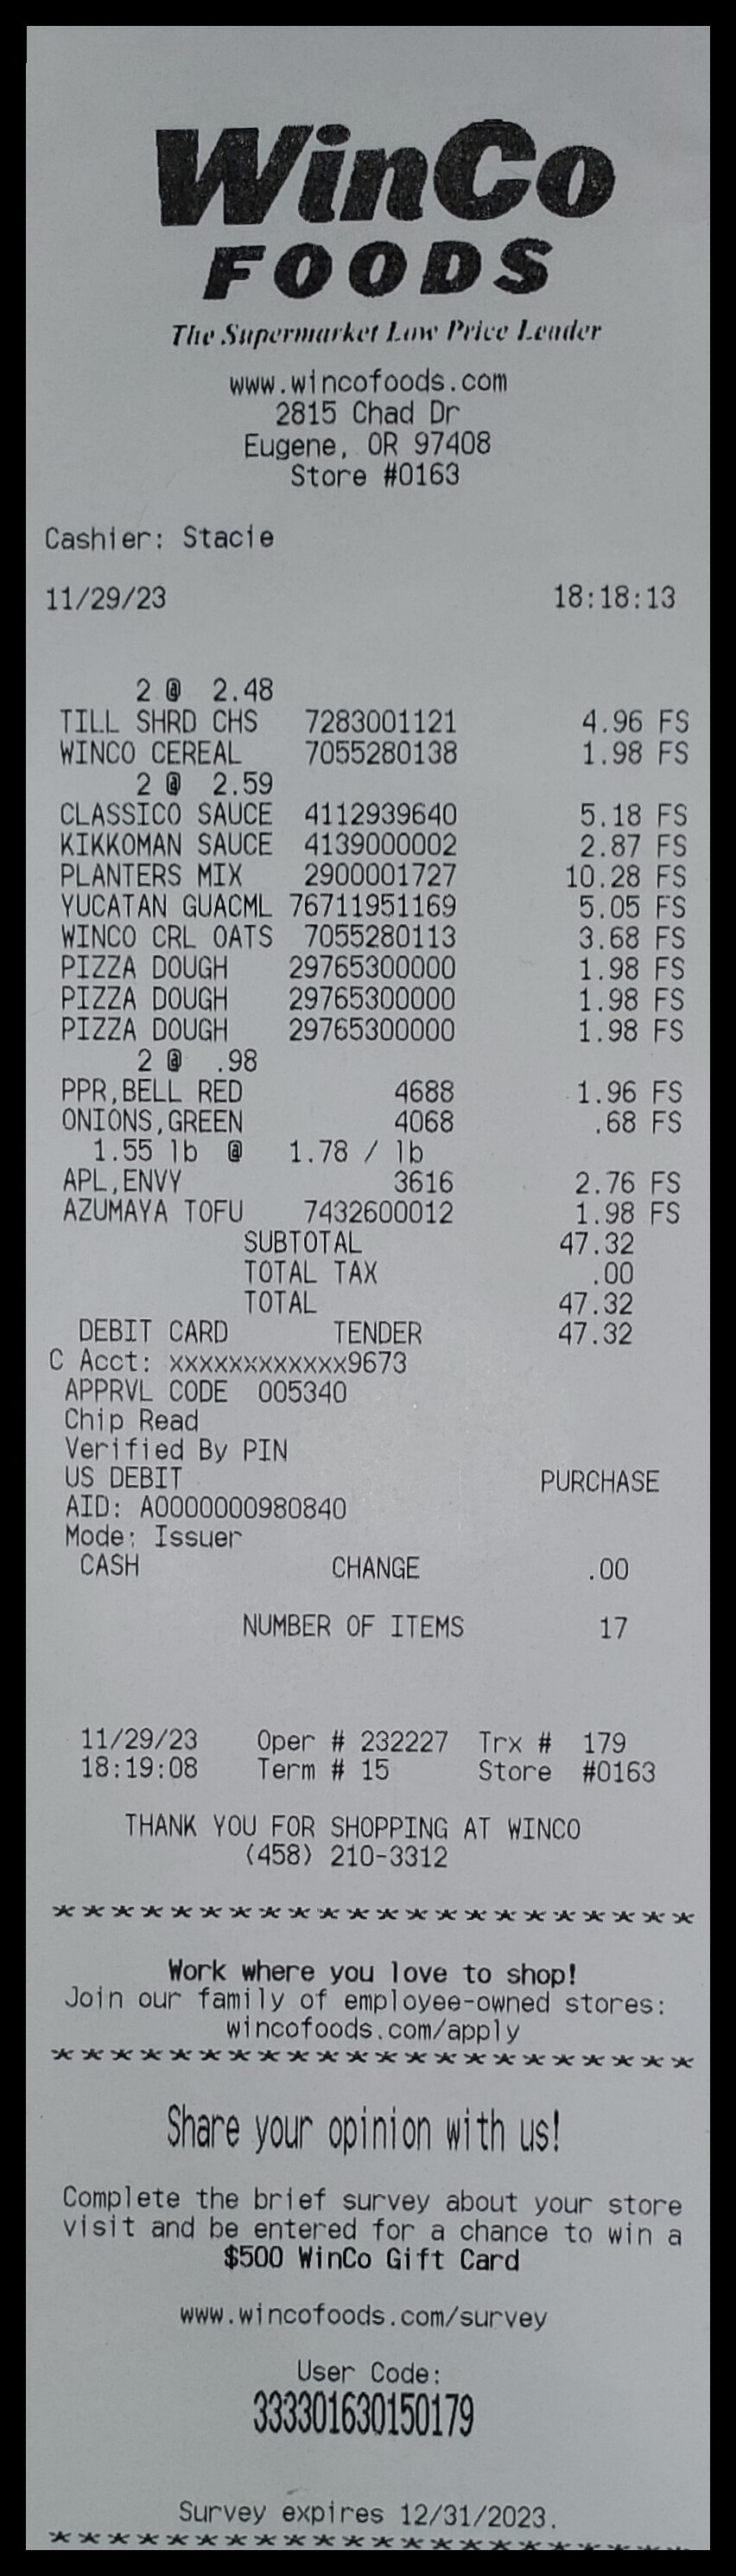 WinCo
FOODS
The Supermarket Low Price Leader
www.wincofoods.com
2815 Chad Dr
Eugene, OR 97408
Store #0163
Cashier: Stacie
11/29/23 18:18:13
2 @ 2.48
TILL SHRD CHS 7283001121 4.96 FS
WINCO CEREAL 7055280138 1.98 FS
2 @ 2.59
CLASSICO SAUCE 4112939640 5.18 FS
KIKKOMAN SAUCE 4139000002 2.87 FS
PLANTERS MIX 2900001727 10.28 FS
YUCATAN GUACML 76711951169 5.05 FS
WINCO CRL OATS 7055280113 3.68 FS
PIZZA DOUGH 29765300000 1.98 FS
PIZZA DOUGH 29765300000 1.98 FS
PIZZA DOUGH 29765300000 1.98 FS
2 @ .98
PPR,BELL RED 4688 1.96 FS
ONIONS,GREEN 4068 .68 FS
1.55 lb @ 1.78 / lb
APL,ENVY 3616 2.76 FS
AZUMAYA TOFU 7432600012 1.98 FS
SUBTOTAL 47.32
TOTAL TAX .00
TOTAL 47.32
DEBIT CARD TENDER 47.32
C Acct: xxxxxxxxxxxx9673
APPRVL CODE 005340
Chip Read
Verified By PIN
US DEBIT PURCHASE
AID: A0000000980840
Mode: Issuer
CASH CHANGE .00
NUMBER OF ITEMS 17
11/29/23 Oper # 232227 Trx # 179
18:19:08 Term # 15 Store #0163
THANK YOU FOR SHOPPING AT WINCO
(458) 210-3312
* * * * * * * * * * * * * * * * * * * * * *
Work where you love to shop!
Join our family of employee-owned stores:
wincofoods.com/apply
* * * * * * * * * * * * * * * * * * * * * *
Share your opinion with us!
Complete the brief survey about your store
visit and be entered for a chance to win a
$500 WinCo Gift Card
www.wincofoods.com/survey
User Code:
333301630150179
Survey expires 12/31/2023.
* * * * * * * * * * * * * * * * * * * * * *